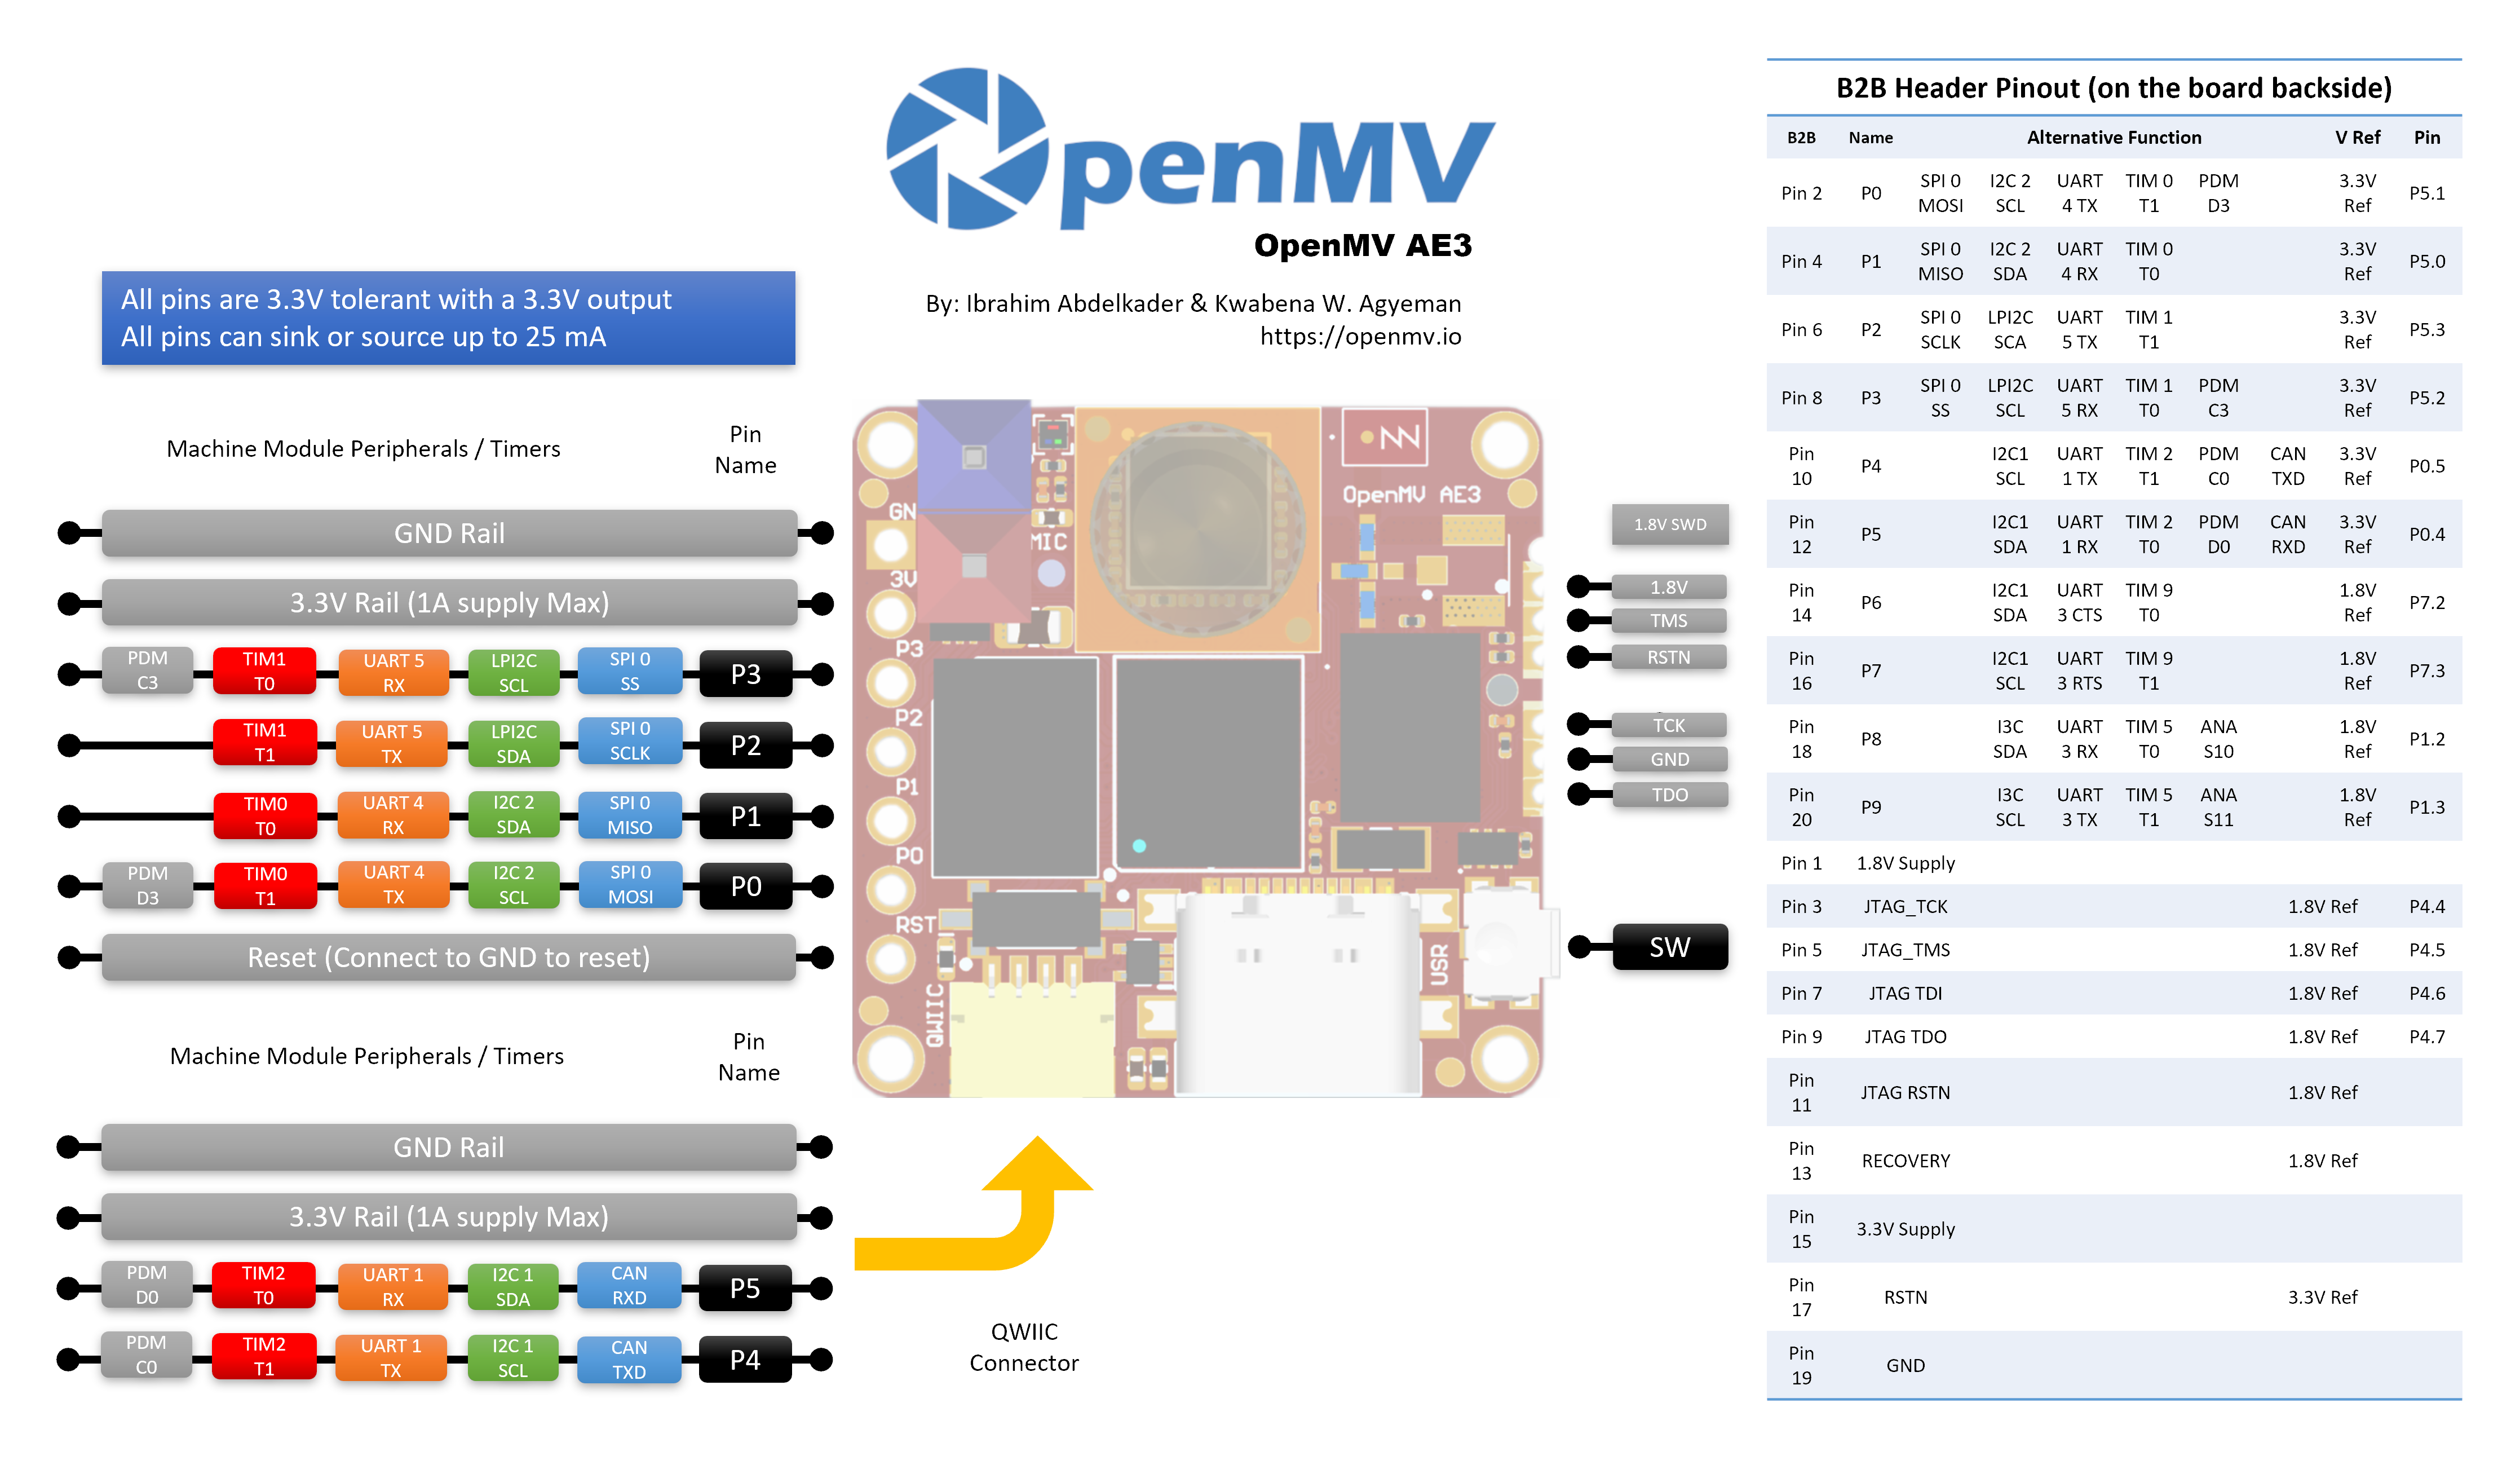 OpenMV
OpenMV AE3
By: Ibrahim Abdelkader & Kwabena W. Agyeman
https://openmv.io
All pins are 3.3V tolerant with a 3.3V output
All pins can sink or source up to 25 mA
Machine Module Peripherals / Timers
Pin
Name
GND Rail
3.3V Rail (1A supply Max)
PDM C3 TIM1 T0 UART 5 RX LPI2C SCL SPI 0 SS P3
TIM1 T1 UART 5 TX LPI2C SDA SPI 0 SCLK P2
TIM0 T0 UART 4 RX I2C 2 SDA SPI 0 MISO P1
PDM D3 TIM0 T1 UART 4 TX I2C 2 SCL SPI 0 MOSI P0
Reset (Connect to GND to reset)
Machine Module Peripherals / Timers
Pin
Name
GND Rail
3.3V Rail (1A supply Max)
PDM D0 TIM2 T0 UART 1 RX I2C 1 SDA CAN RXD P5
PDM C0 TIM2 T1 UART 1 TX I2C 1 SCL CAN TXD P4
QWIIC
Connector
OpenMV AE3
GN
MIC
3V
P3
P2
P1
P0
RST
QWIIC
USR
1.8V SWD
1.8V
TMS
RSTN
TCK
GND
TDO
SW
B2B Header Pinout (on the board backside)
B2B Name Alternative Function V Ref Pin
Pin 2 P0 SPI 0 MOSI I2C 2 SCL UART 4 TX TIM 0 T1 PDM D3 3.3V Ref P5.1
Pin 4 P1 SPI 0 MISO I2C 2 SDA UART 4 RX TIM 0 T0 3.3V Ref P5.0
Pin 6 P2 SPI 0 SCLK LPI2C SCA UART 5 TX TIM 1 T1 3.3V Ref P5.3
Pin 8 P3 SPI 0 SS LPI2C SCL UART 5 RX TIM 1 T0 PDM C3 3.3V Ref P5.2
Pin 10 P4 I2C1 SCL UART 1 TX TIM 2 T1 PDM C0 CAN TXD 3.3V Ref P0.5
Pin 12 P5 I2C1 SDA UART 1 RX TIM 2 T0 PDM D0 CAN RXD 3.3V Ref P0.4
Pin 14 P6 I2C1 SDA UART 3 CTS TIM 9 T0 1.8V Ref P7.2
Pin 16 P7 I2C1 SCL UART 3 RTS TIM 9 T1 1.8V Ref P7.3
Pin 18 P8 I3C SDA UART 3 RX TIM 5 T0 ANA S10 1.8V Ref P1.2
Pin 20 P9 I3C SCL UART 3 TX TIM 5 T1 ANA S11 1.8V Ref P1.3
Pin 1 1.8V Supply
Pin 3 JTAG_TCK 1.8V Ref P4.4
Pin 5 JTAG_TMS 1.8V Ref P4.5
Pin 7 JTAG TDI 1.8V Ref P4.6
Pin 9 JTAG TDO 1.8V Ref P4.7
Pin 11 JTAG RSTN 1.8V Ref
Pin 13 RECOVERY 1.8V Ref
Pin 15 3.3V Supply
Pin 17 RSTN 3.3V Ref
Pin 19 GND